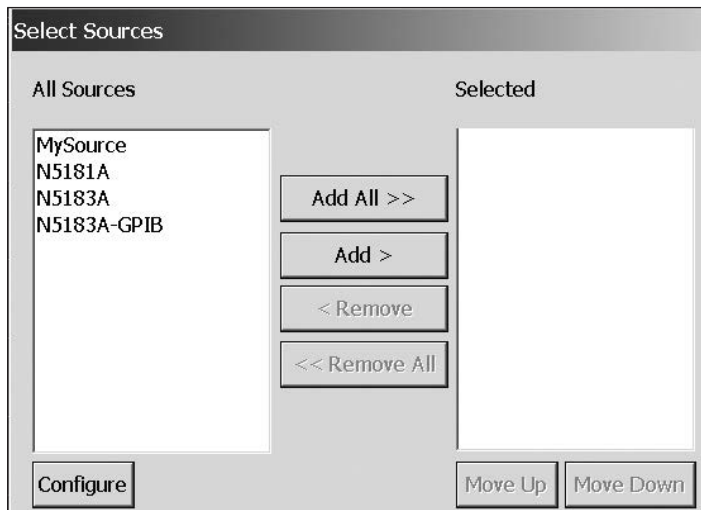 Select Sources
All Sources
Selected
MySource
N5181A
N5183A
N5183A-GPIB
Add All >>
Add >
< Remove
<< Remove All
Configure
Move Up
Move Down